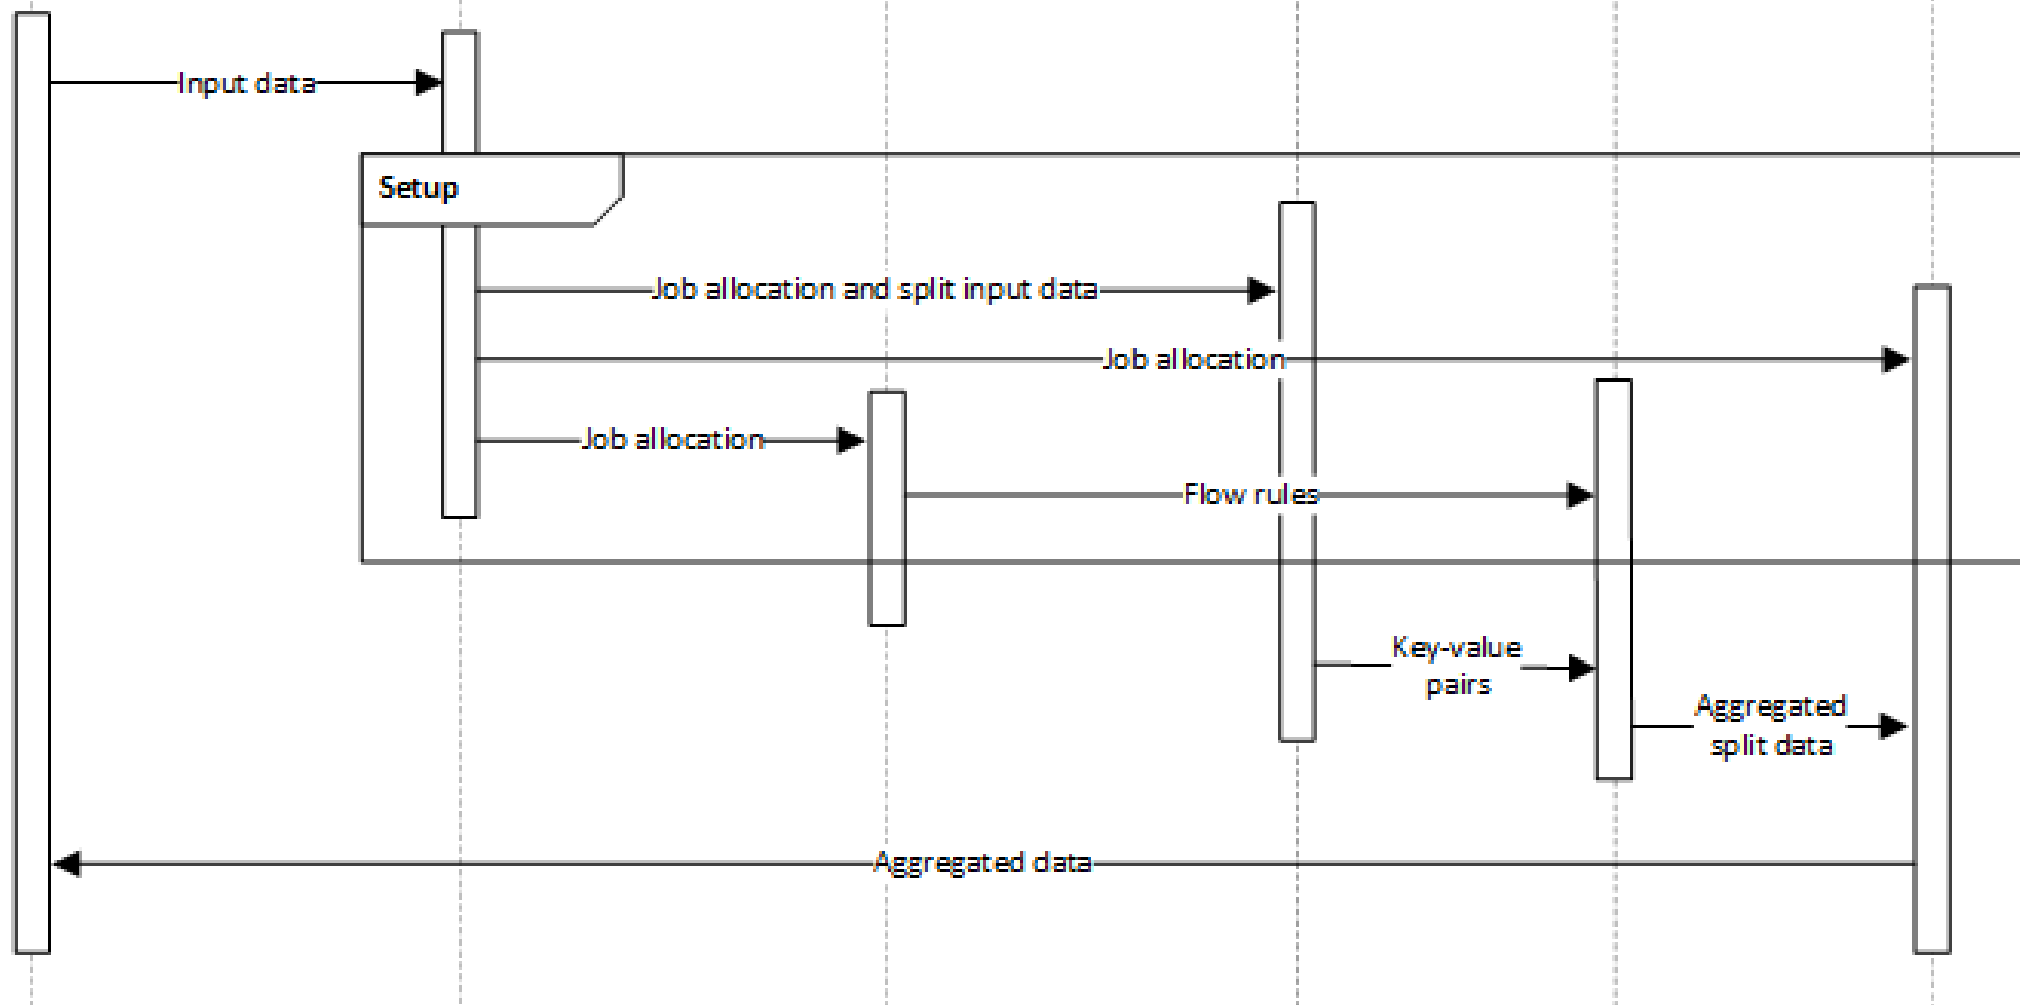 Input data
Setup
Job allocation and split input data
Job allocation
Job allocation
Flow rules
Key-value
pairs
Aggregated
split data
Aggregated data